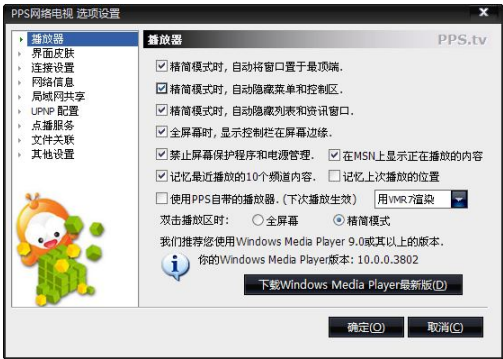 PPS网络电视 选项设置
播放器
界面皮肤
连接设置
网络信息
局域网共享
UPNP 配置
点播服务
文件关联
其他设置
播放器
PPS.tv
精简模式时, 自动将窗口置于最顶端.
精简模式时, 自动隐藏菜单和控制区.
精简模式时, 自动隐藏列表和资讯窗口.
全屏幕时, 显示控制栏在屏幕边缘.
禁止屏幕保护程序和电源管理. 在MSN上显示正在播放的内容
记忆最近播放的10个频道内容. 记忆上次播放的位置
使用PPS自带的播放器. (下次播放生效) 用VMR7渲染
双击播放区时: 全屏幕 精简模式
我们推荐您使用Windows Media Player 9.0或其以上的版本.
你的Windows Media Player版本: 10.0.0.3802
下载Windows Media Player最新版(D)
确定(O) 取消(C)